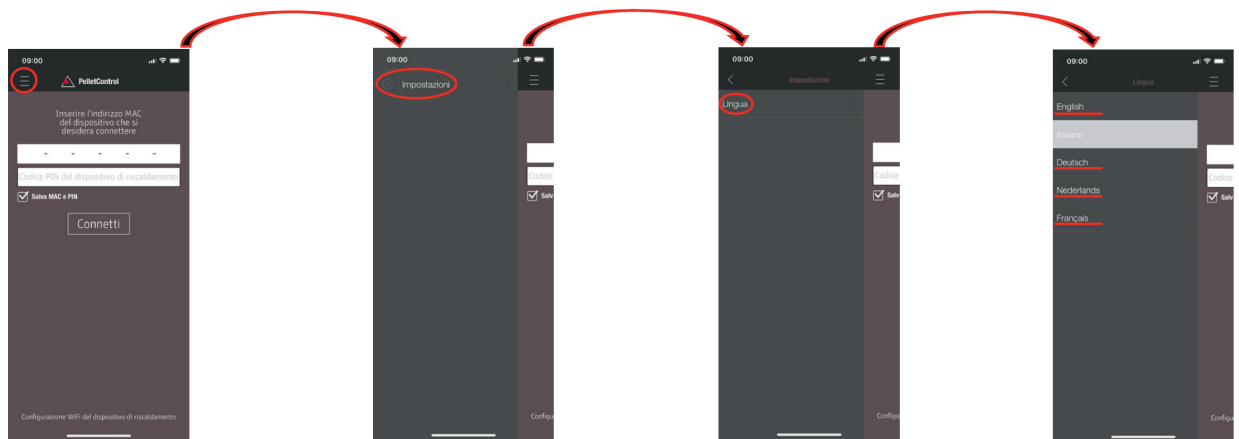 09:00
PelletControl
Inserire l'indirizzo MAC
del dispositivo che si
desidera connettere
- - - - -
Codice PIN del dispositivo di riscaldamento
Salva MAC e PIN
Connetti
Configurazione WiFi del dispositivo di riscaldamento
09:00
Impostazioni
Codice
Salv
Configu
09:00
Impostazioni
Lingua
Codice
Salv
Configu
09:00
Lingua
English
Italiano
Deutsch
Nederlands
Français
Codice
Salv
Configu